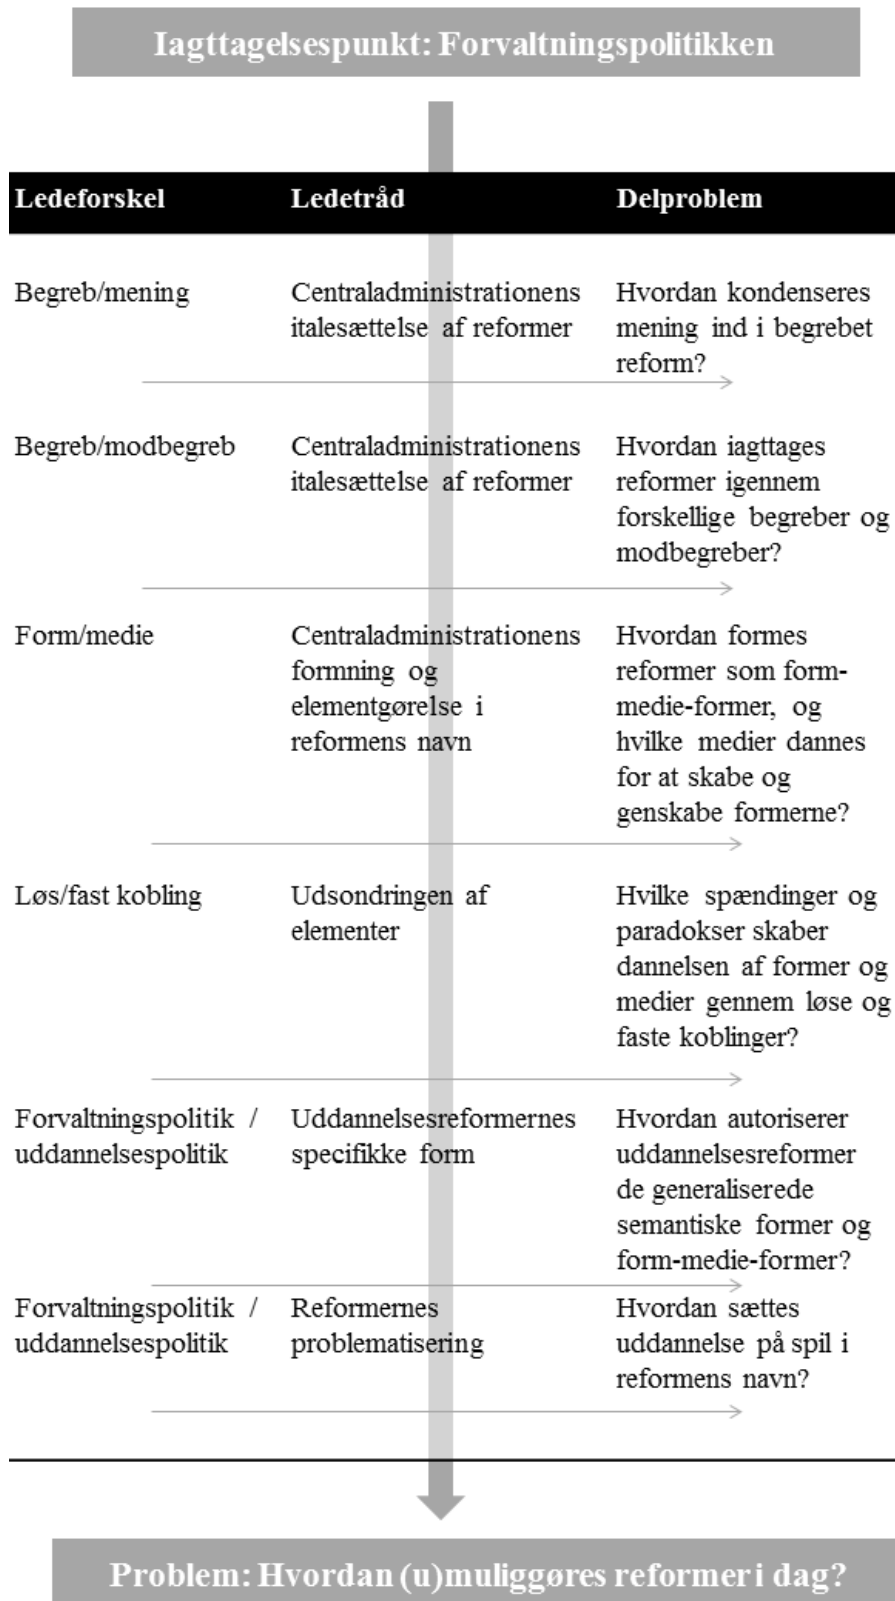 Iagttagelsespunkt: Forvaltningspolitikken
Ledeforskel Ledetråd Delproblem
Begreb/mening Centraladministrationens Hvordan kondenseres
italesættelse af reformer mening ind i begrebet
reform?
Begreb/modbegreb Centraladministrationens Hvordan iagttages
italesættelse af reformer reformer igennem
forskellige begreber og
modbegreber?
Form/medie Centraladministrationens Hvordan formes
formning og reformer som form-
elementgørelse i medie-former, og
reformens navn hvilke medier dannes
for at skabe og
genskabe formerne?
Løs/fast kobling Udsondringen af Hvilke spændinger og
elementer paradokser skaber
dannelsen af former og
medier gennem løse og
faste koblinger?
Forvaltningspolitik / Uddannelsesreformernes Hvordan autoriserer
uddannelsespolitik specifikke form uddannelsesreformer
de generaliserede
semantiske former og
form-medie-former?
Forvaltningspolitik / Reformernes Hvordan sættes
uddannelsespolitik problematisering uddannelse på spil i
reformens navn?
Problem: Hvordan (u)muliggøres reformer i dag?